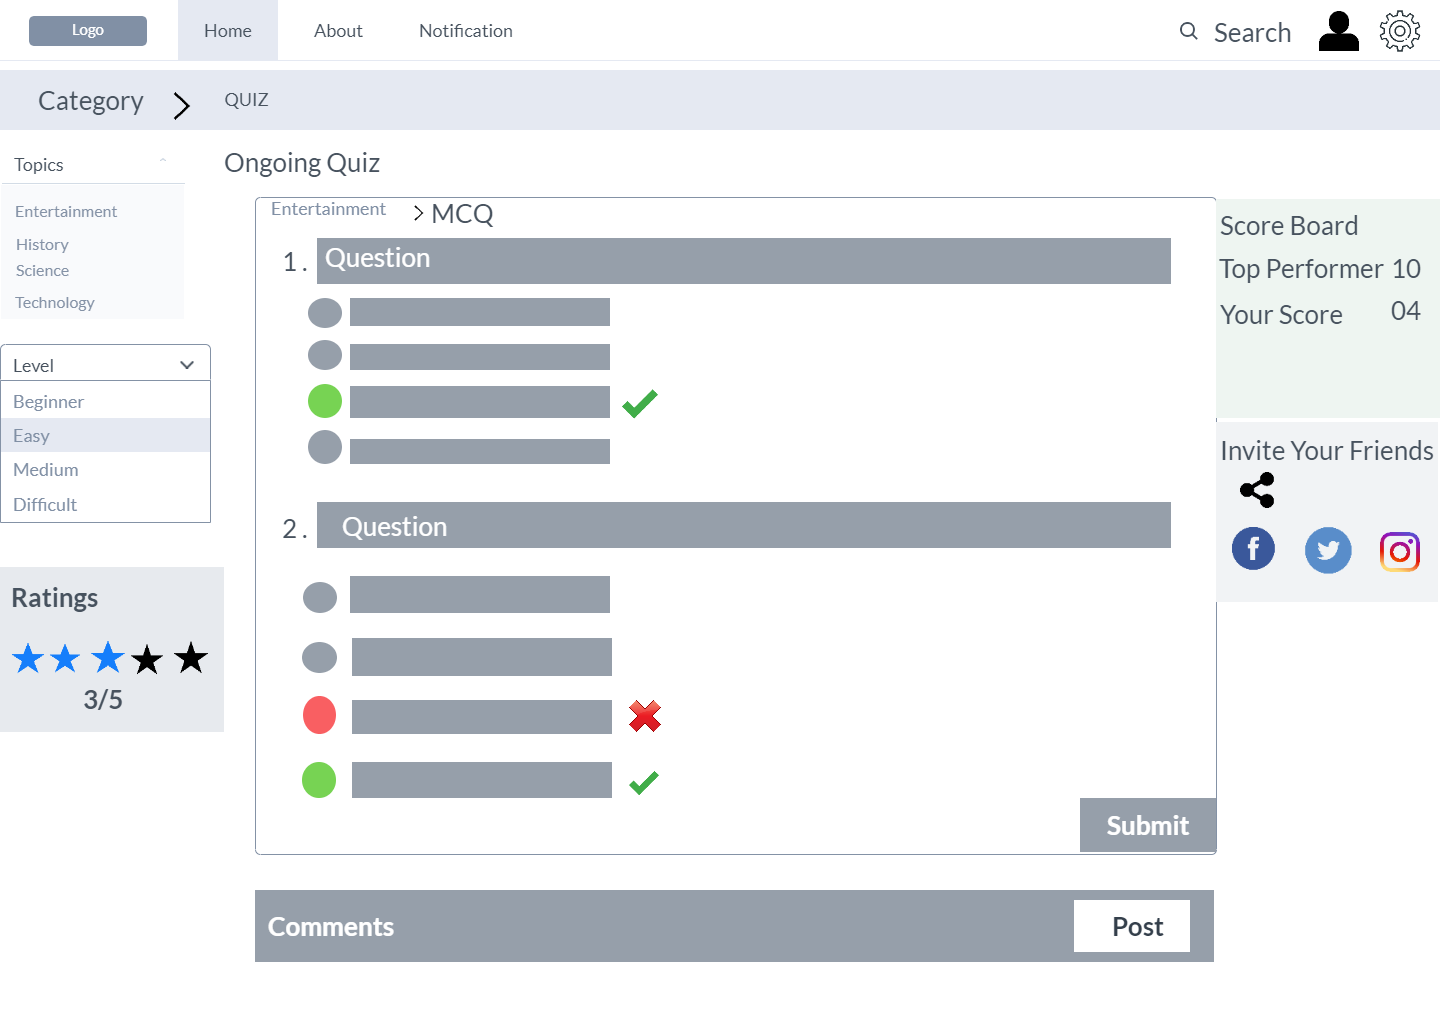 Logo
Home
About
Notification
Search
Category
QUIZ
Topics
Entertainment
History
Science
Technology
Level
Beginner
Easy
Medium
Difficult
Ratings
3/5
Ongoing Quiz
Entertainment
MCQ
1 .
Question
2 .
Question
Submit
Comments
Post
Score Board
Top Performer 10
Your Score 04
Invite Your Friends